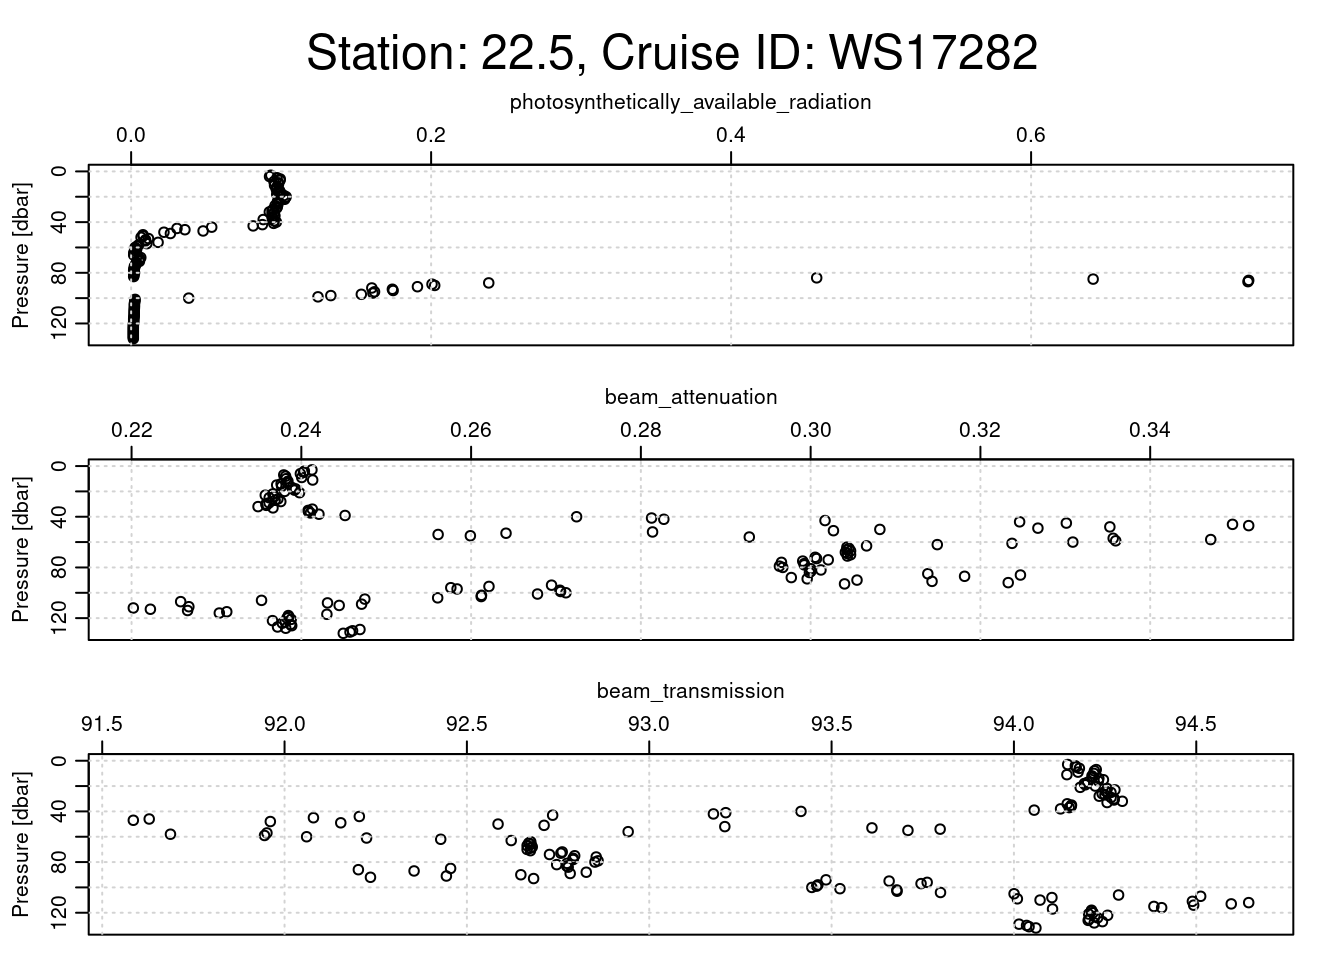 Station: 22.5, Cruise ID: WS17282
photosynthetically_available_radiation
0.0 0.2 0.4 0.6
Pressure [dbar]
0
40
80
120
beam_attenuation
0.22 0.24 0.26 0.28 0.30 0.32 0.34
Pressure [dbar]
0
40
80
120
beam_transmission
91.5 92.0 92.5 93.0 93.5 94.0 94.5
Pressure [dbar]
0
40
80
120